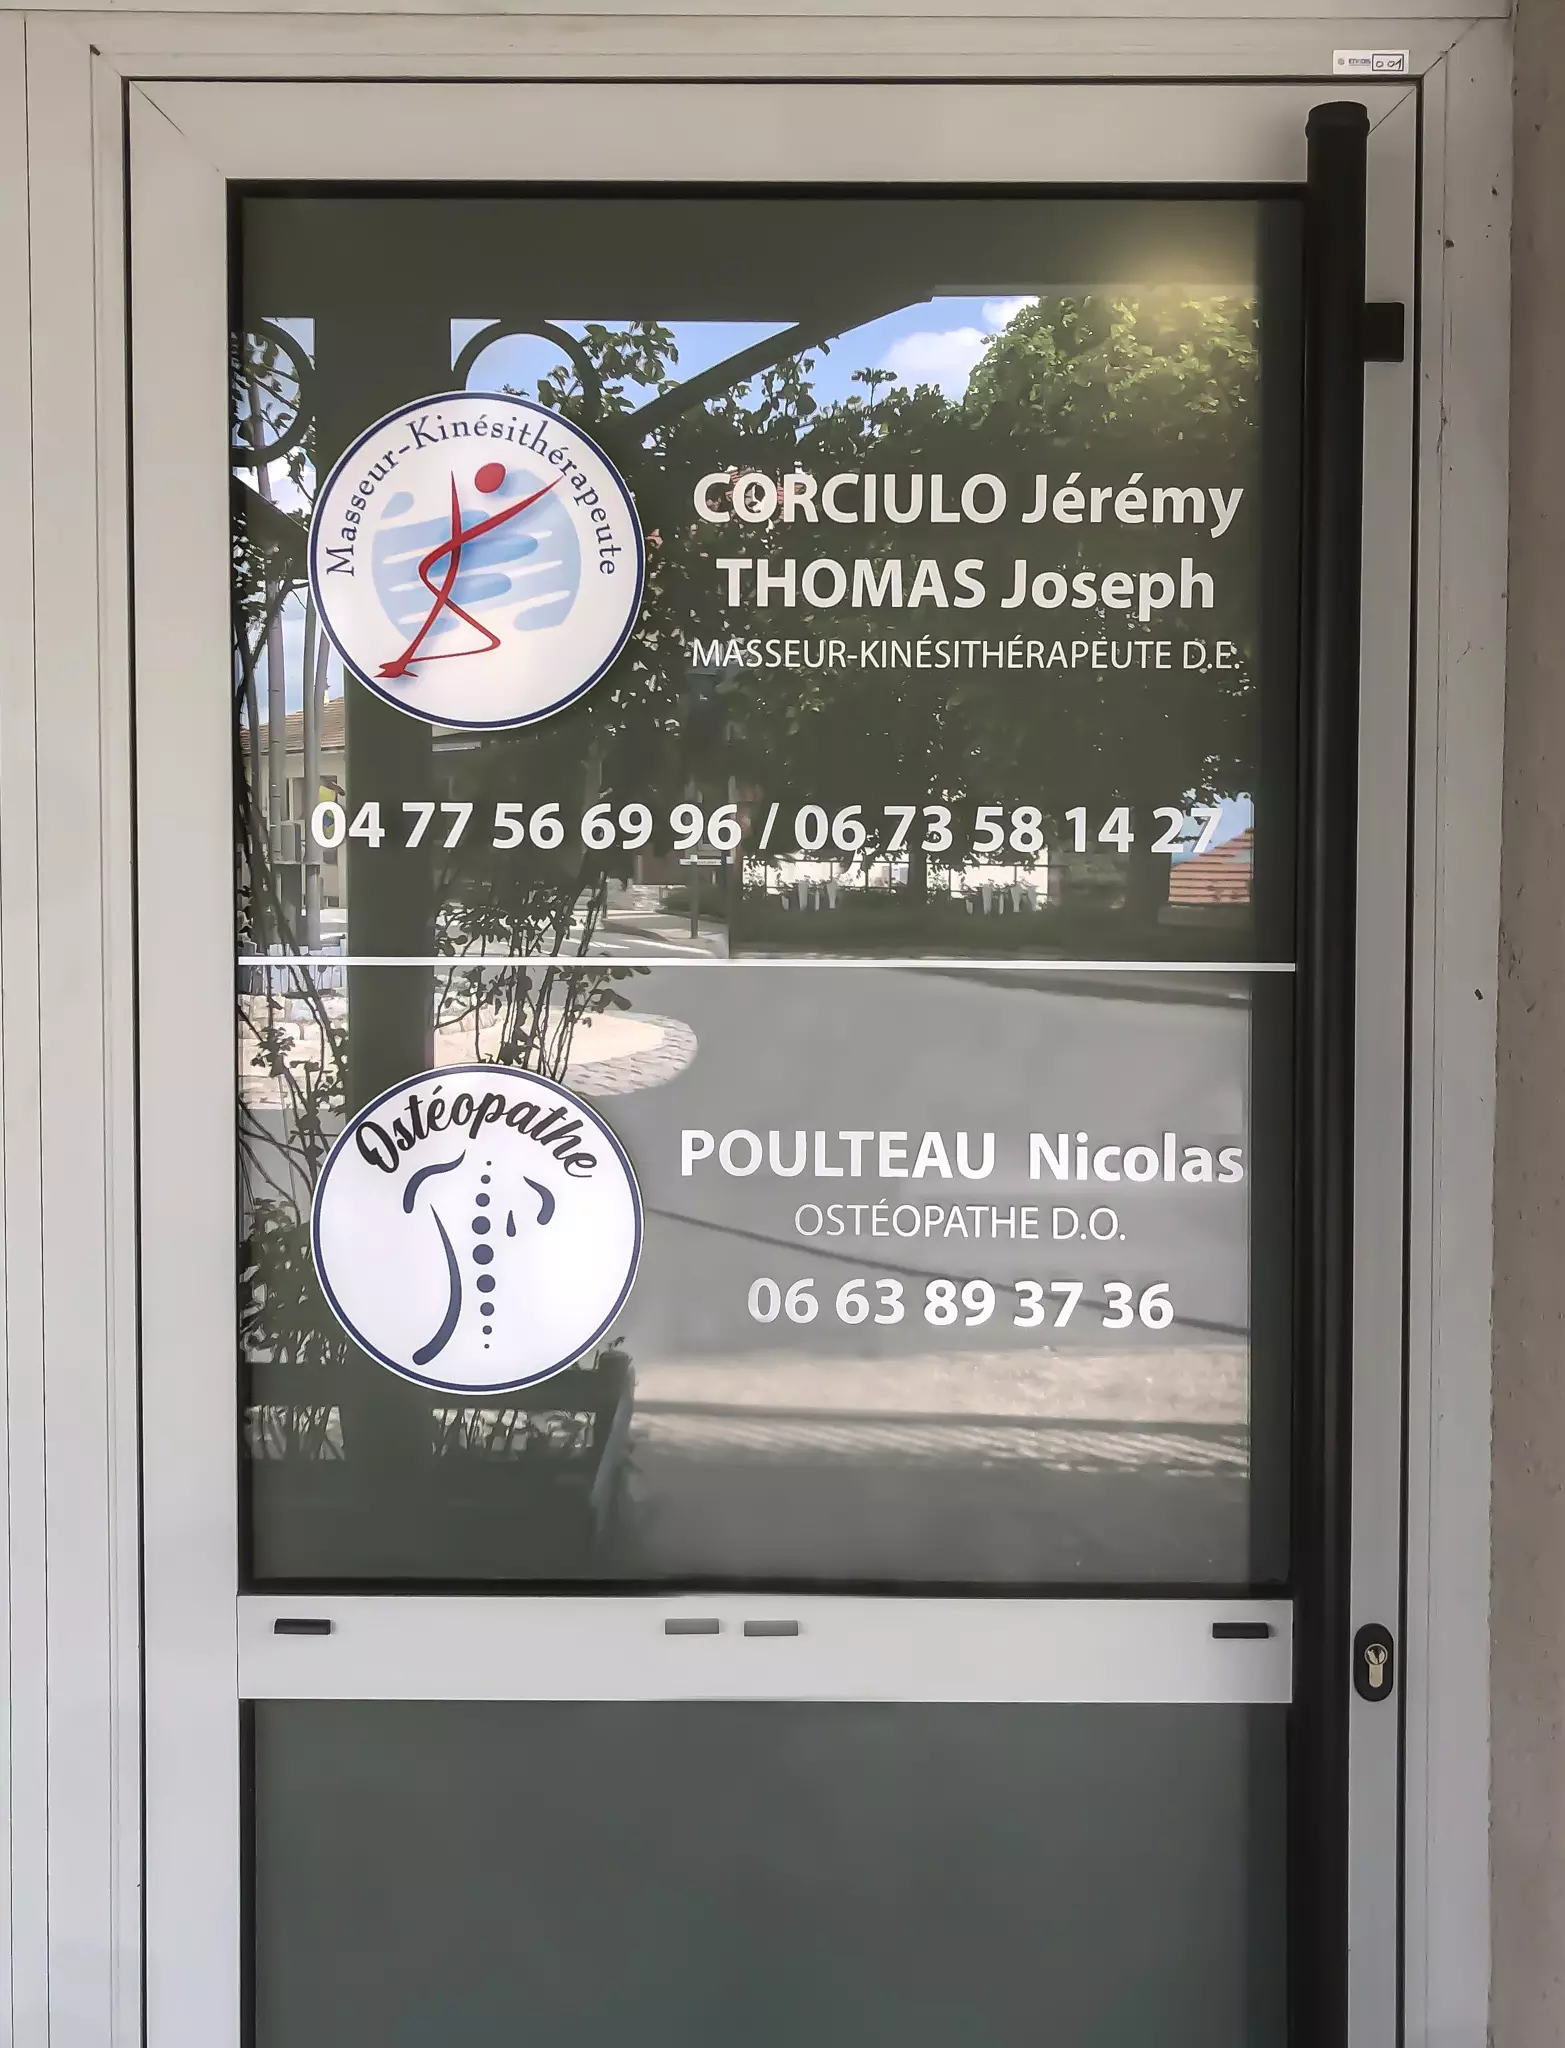 001
Masseur-Kinésithérapeute
CORCIULO Jérémy
THOMAS Joseph
MASSEUR-KINÉSITHÉRAPEUTE D.E.
04 77 56 69 96 / 06 73 58 14 27
Ostéopathe
POULTEAU Nicolas
OSTÉOPATHE D.O.
06 63 89 37 36